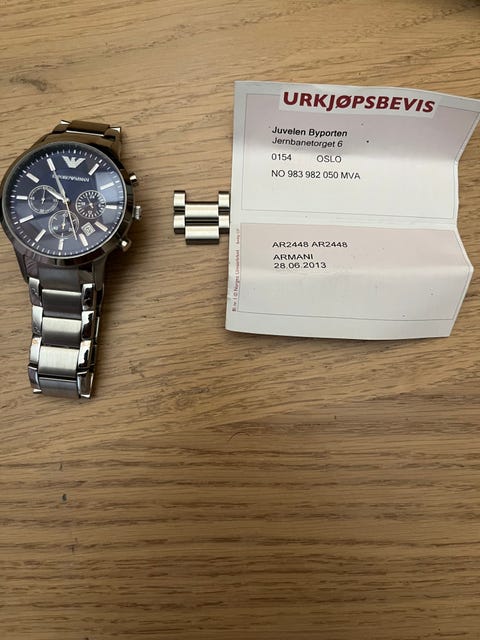 EMPORIO ARMANI
URKJØPSBEVIS
Juvelen Byporten
Jernbanetorget 6
0154 OSLO
NO 983 982 050 MVA
AR2448 AR2448
ARMANI
28.06.2013